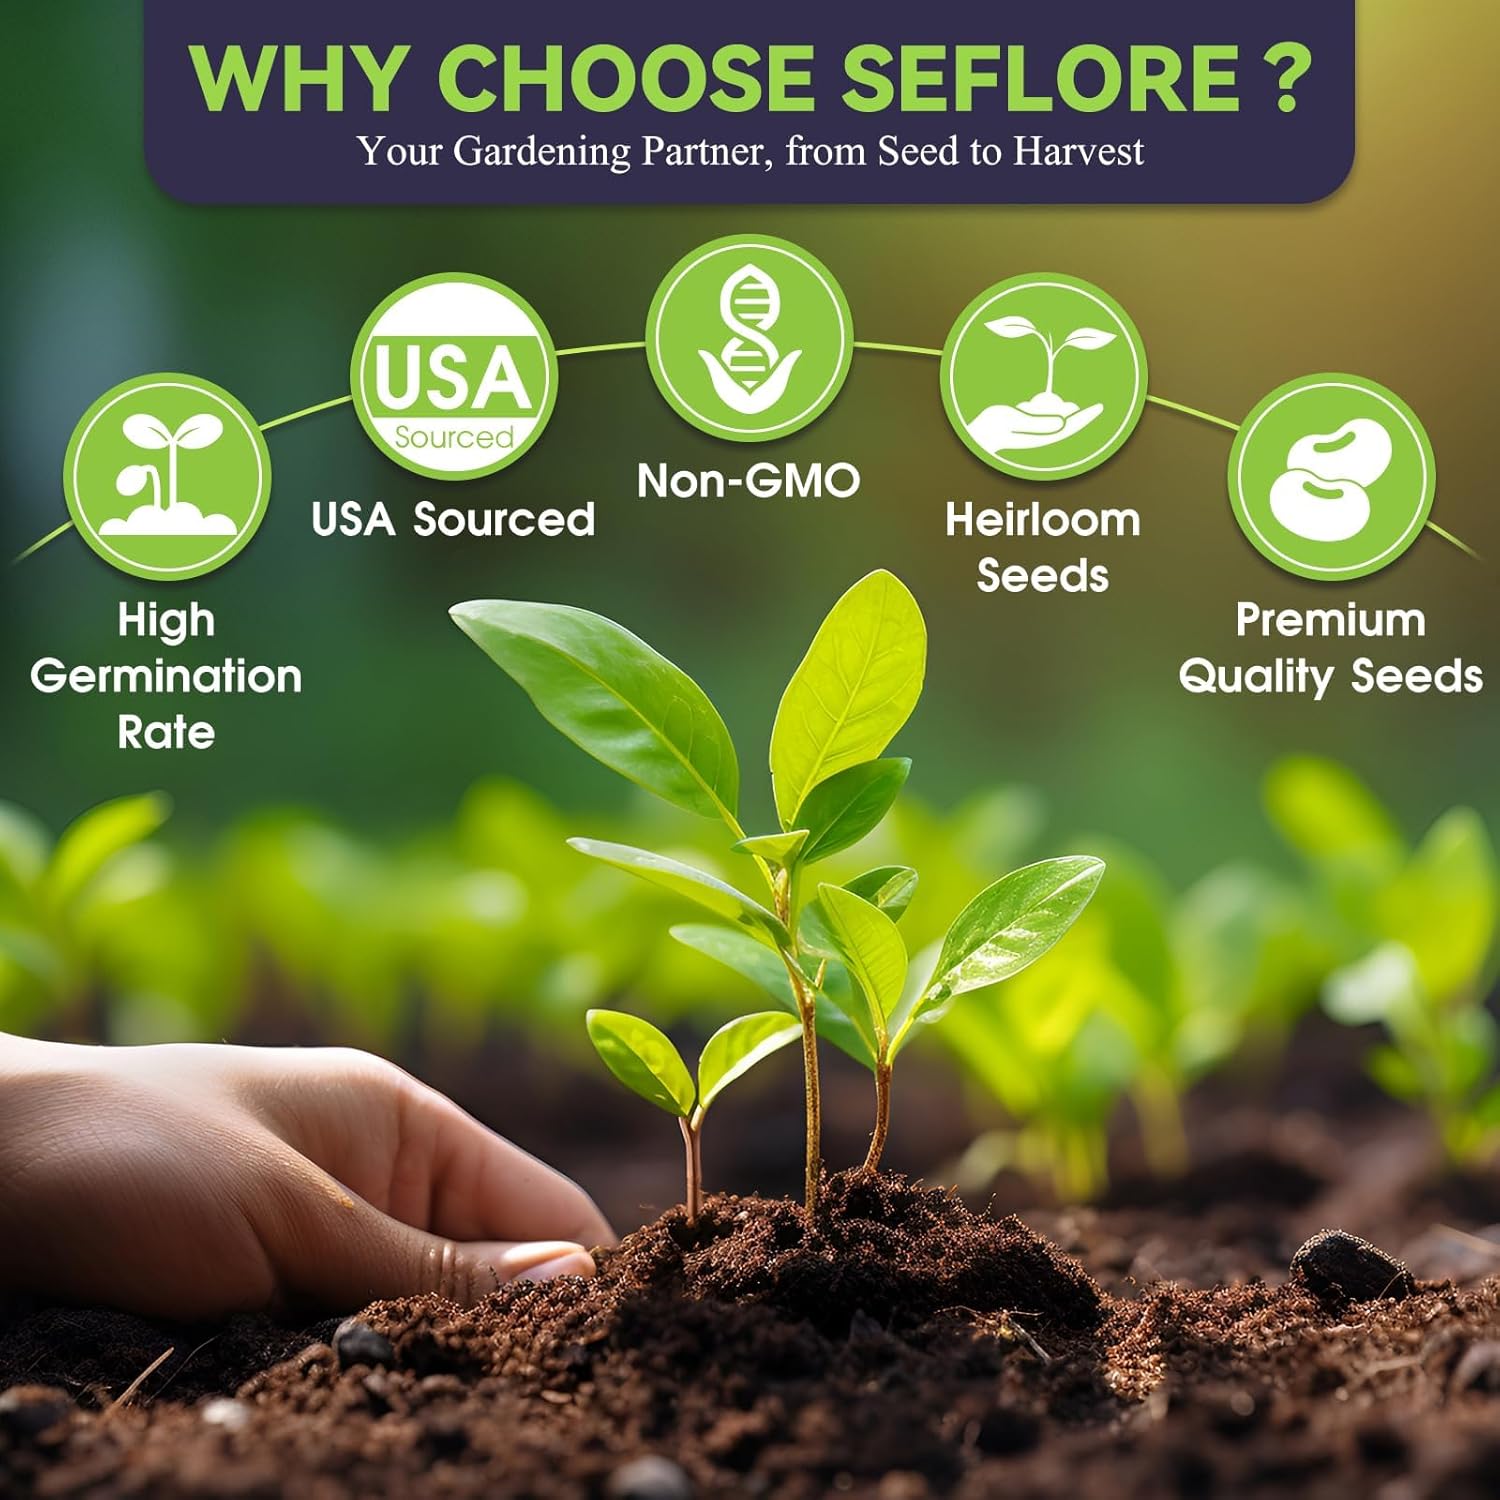 WHY CHOOSE SEFLORE ?
Your Gardening Partner, from Seed to Harvest
USA
Sourced
High
Germination
Rate
USA Sourced
Non-GMO
Heirloom
Seeds
Premium
Quality Seeds